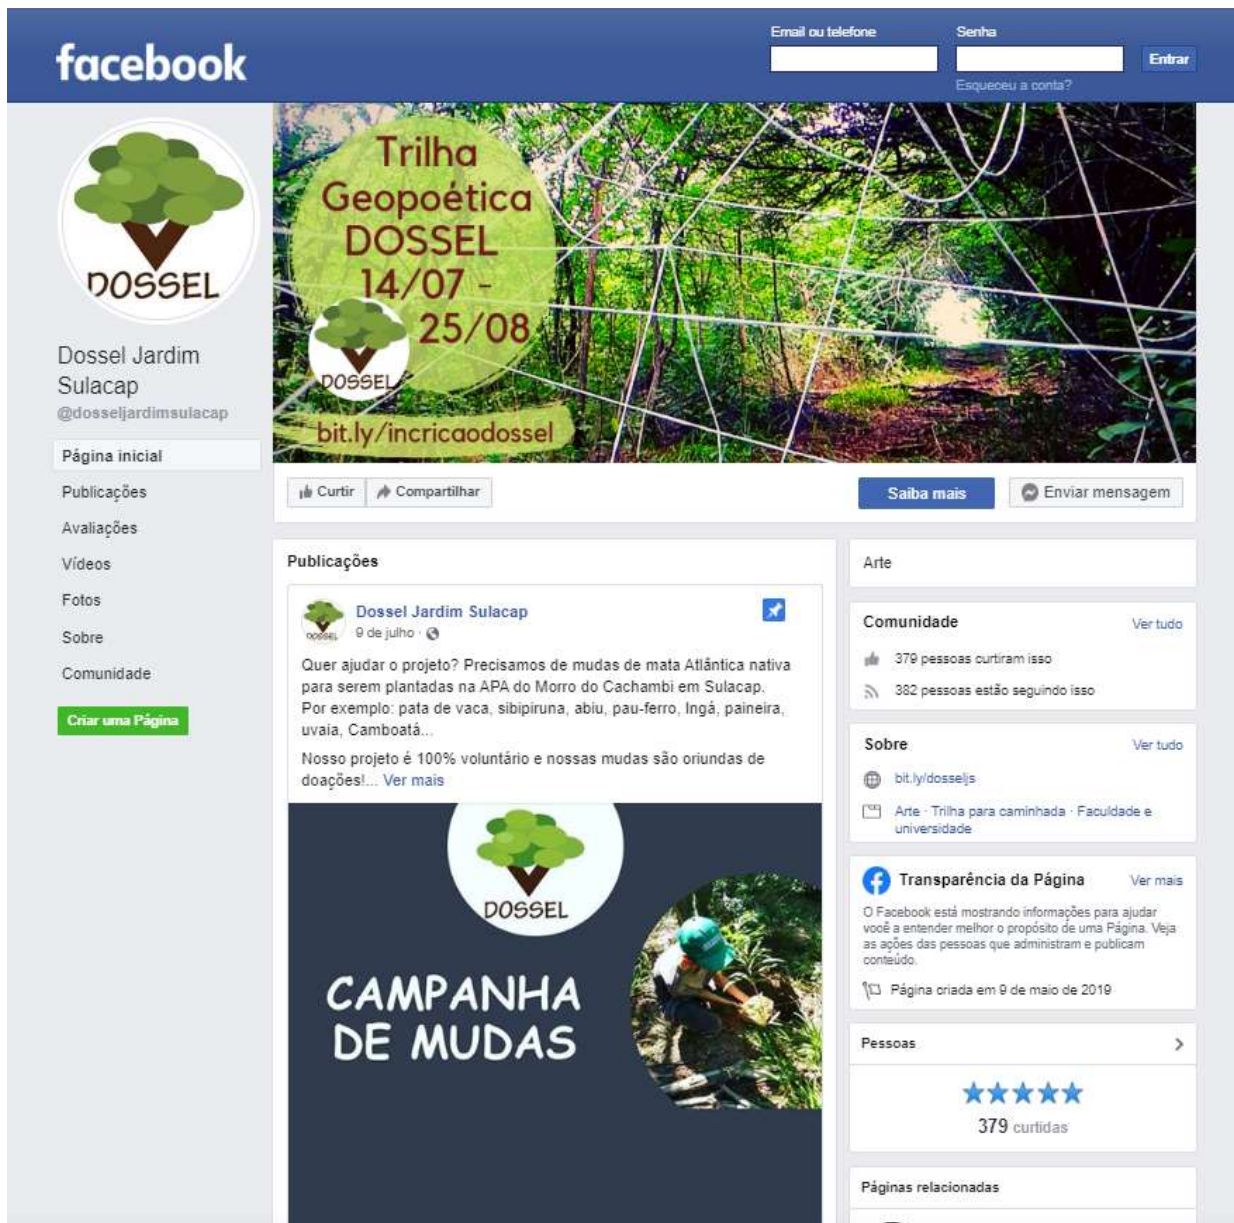 facebook
Email ou telefone
Senha
Entrar
Esqueceu a conta?
DOSSEL
Dossel Jardim
Sulacap
@dosseljardimsulacap
Página inicial
Publicações
Avaliações
Vídeos
Fotos
Sobre
Comunidade
Criar uma Página
Trilha
Geopoética
DOSSEL
14/07 -
25/08
DOSSEL
bit.ly/incricaodossel
Curtir
Compartilhar
Saiba mais
Enviar mensagem
Publicações
DOSSEL
Dossel Jardim Sulacap
9 de julho ·
Quer ajudar o projeto? Precisamos de mudas de mata Atlântica nativa
para serem plantadas na APA do Morro do Cachambi em Sulacap.
Por exemplo: pata de vaca, sibipiruna, abiu, pau-ferro, Ingá, paineira,
uvaia, Camboatá...
Nosso projeto é 100% voluntário e nossas mudas são oriundas de
doações!... Ver mais
DOSSEL
CAMPANHA
DE MUDAS
Arte
Comunidade
Ver tudo
379 pessoas curtiram isso
382 pessoas estão seguindo isso
Sobre
Ver tudo
bit.ly/dosseljs
Arte · Trilha para caminhada · Faculdade e
universidade
Transparência da Página
Ver mais
O Facebook está mostrando informações para ajudar
você a entender melhor o propósito de uma Página. Veja
as ações das pessoas que administram e publicam
conteúdo.
Página criada em 9 de maio de 2019
Pessoas
379 curtidas
Páginas relacionadas